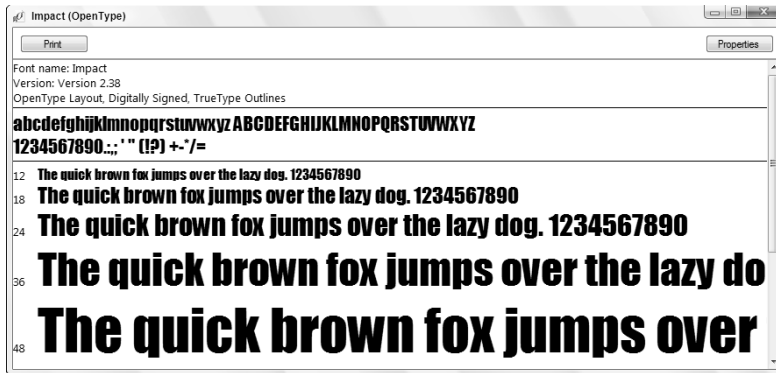 Impact (OpenType)
Print
Properties
Font name: Impact
Version: Version 2.38
OpenType Layout, Digitally Signed, TrueType Outlines
abcdefghijklmnopqrstuvwxyz ABCDEFGHIJKLMNOPQRSTUVWXYZ
1234567890.:,; ' " (!?) +-*/=
12 The quick brown fox jumps over the lazy dog. 1234567890
18 The quick brown fox jumps over the lazy dog. 1234567890
24 The quick brown fox jumps over the lazy dog. 1234567890
36 The quick brown fox jumps over the lazy do
48 The quick brown fox jumps over